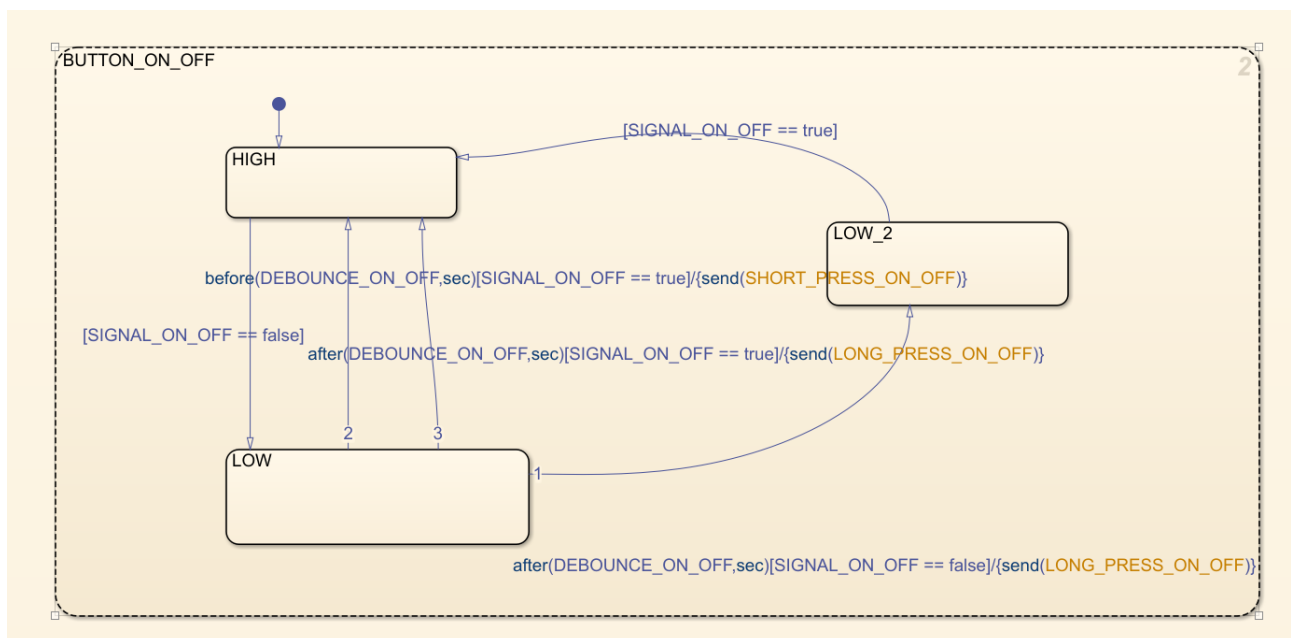 BUTTON_ON_OFF
2
[SIGNAL_ON_OFF == true]
HIGH
LOW_2
before(DEBOUNCE_ON_OFF,sec)[SIGNAL_ON_OFF == true]/{send(SHORT_PRESS_ON_OFF)}
[SIGNAL_ON_OFF == false]
after(DEBOUNCE_ON_OFF,sec)[SIGNAL_ON_OFF == true]/{send(LONG_PRESS_ON_OFF)}
2
3
LOW
1
after(DEBOUNCE_ON_OFF,sec)[SIGNAL_ON_OFF == false]/{send(LONG_PRESS_ON_OFF)}